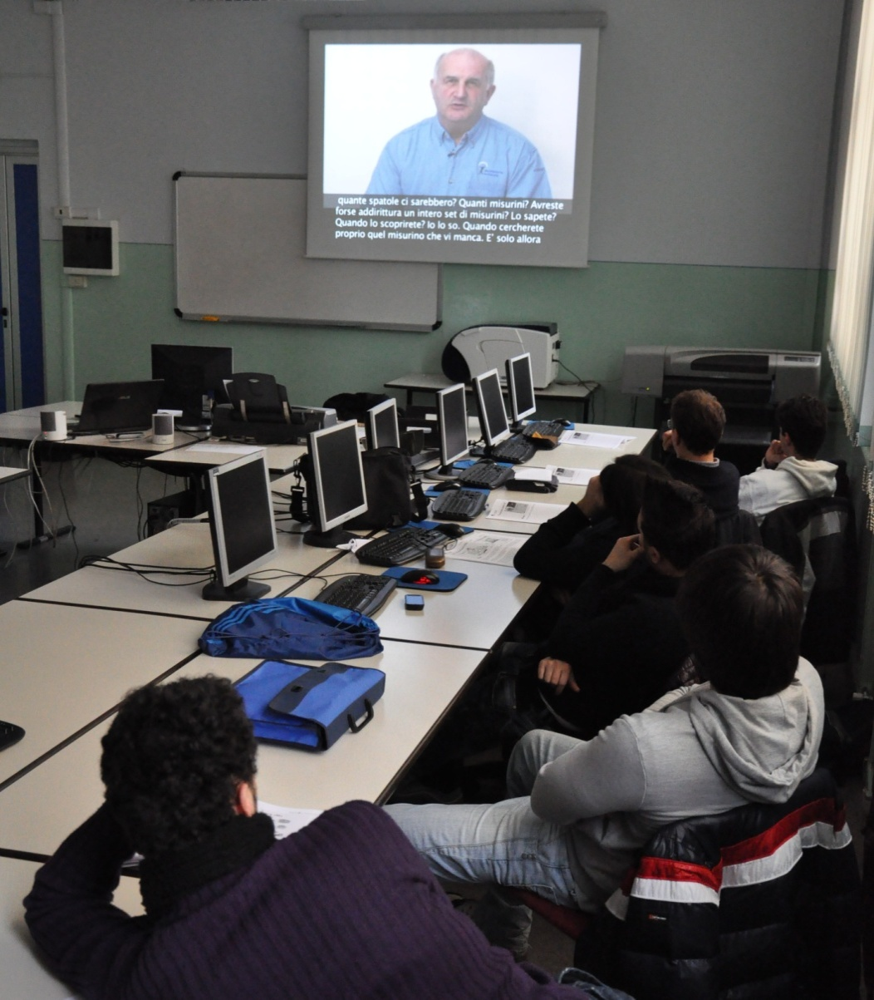 quante spatole ci sarebbero? Quanti misurini? Avreste
forse addirittura un intero set di misurini? Lo sapete?
Quando lo scoprirete? Io lo so. Quando cercherete
proprio quel misurino che vi manca. E' solo allora